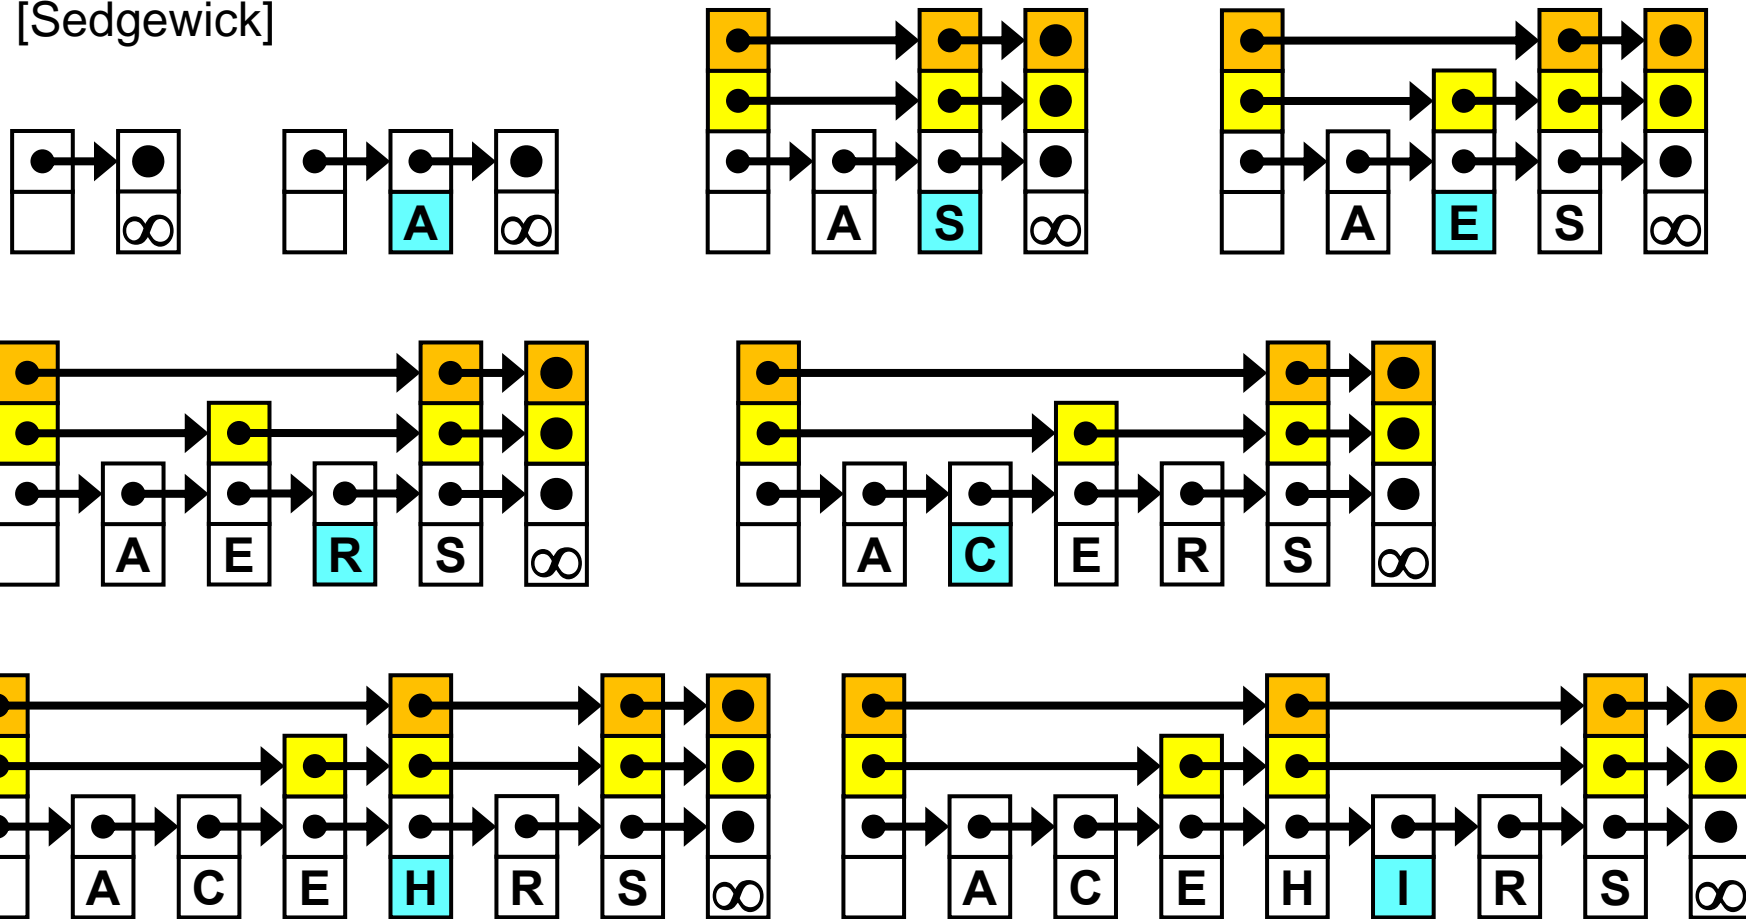 [Sedgewick]
∞ A ∞ A S ∞ A E S ∞
A E R S ∞ A C E R S ∞
A C E H R S ∞ A C E H I R S ∞